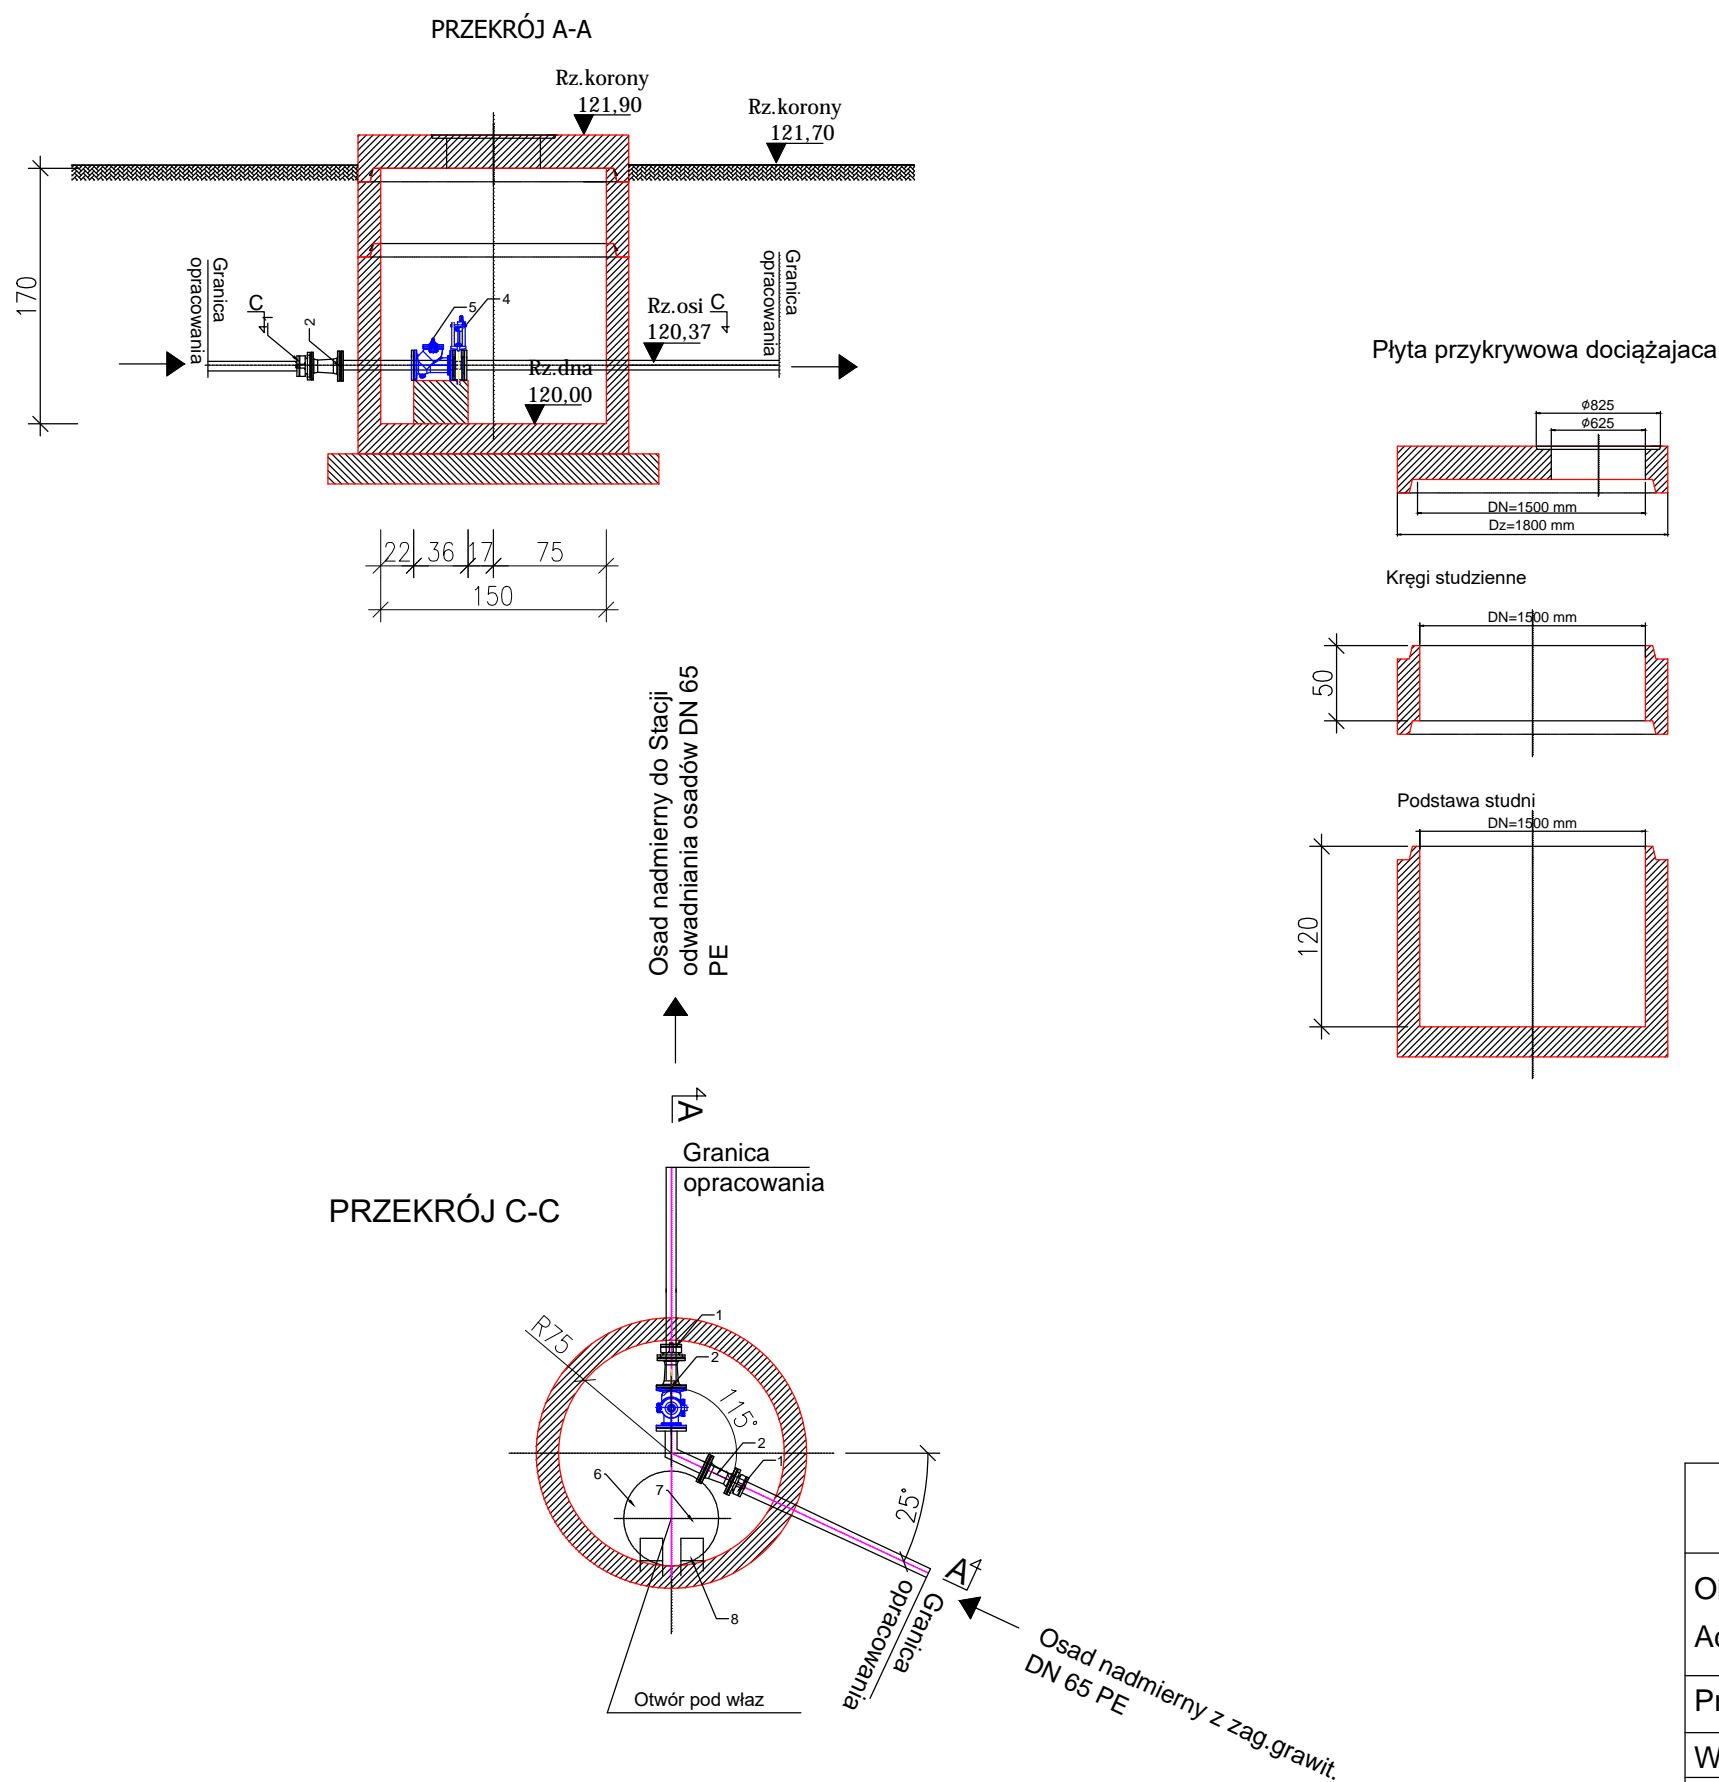 PRZEKRÓJ A-A
Rz.korony
121,90
Rz.korony
121,70
170
Granica
opracowania
C
1
2
5
4
Rz.osi
120,37
C
Granica
opracowania
Rz.dna
120,00
22
36
17
75
150
Płyta przykrywowa dociążajaca
ϕ825
ϕ625
DN=1500 mm
Dz=1800 mm
Kręgi studzienne
DN=1500 mm
50
Podstawa studni
DN=1500 mm
120
Osad nadmierny do Stacji
odwadniania osadów DN 65
PE
A
Granica
opracowania
PRZEKRÓJ C-C
R75
1
2
115°
2
1
6
7
25°
8
A
Granica
opracowania
Otwór pod właz
Osad nadmierny z zag.grawit.
DN 65 PE